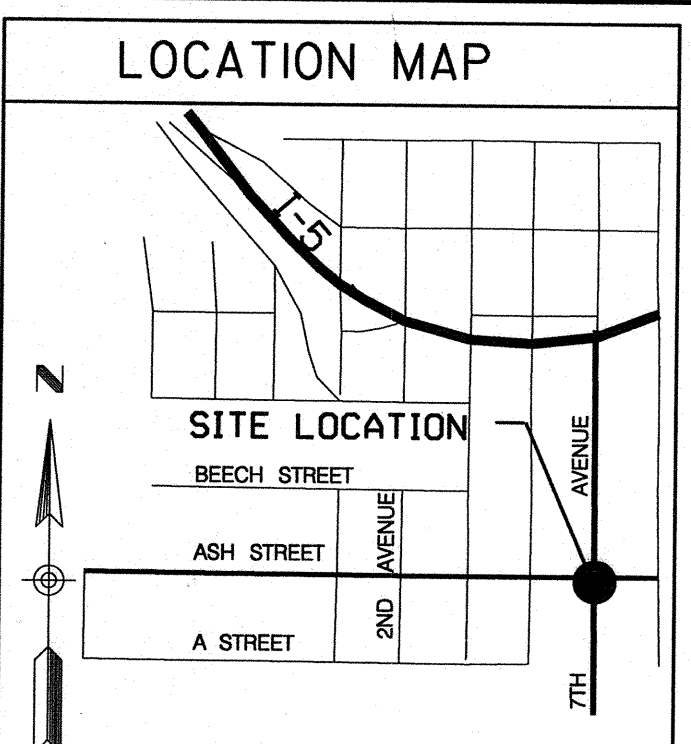 LOCATION MAP
I-5
N
SITE LOCATION
BEECH STREET
ASH STREET
A STREET
2ND AVENUE
7TH AVENUE